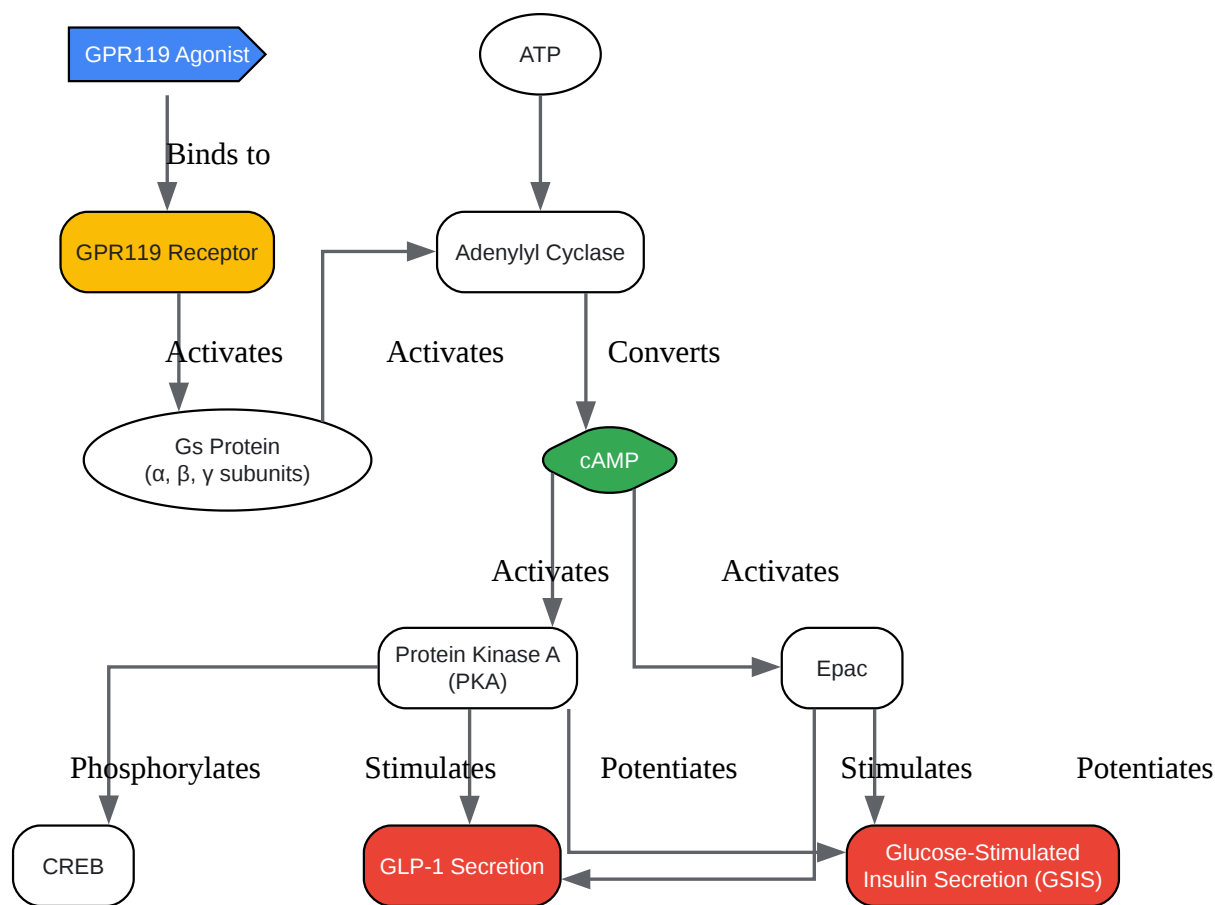 GPR119 Agonist
ATP
Binds to
GPR119 Receptor
Adenylyl Cyclase
Activates
Activates
Converts
Gs Protein
(α, β, γ subunits)
cAMP
Activates
Activates
Protein Kinase A
(PKA)
Epac
Phosphorylates
Stimulates
Potentiates
Stimulates
Potentiates
CREB
GLP-1 Secretion
Glucose-Stimulated
Insulin Secretion (GSIS)